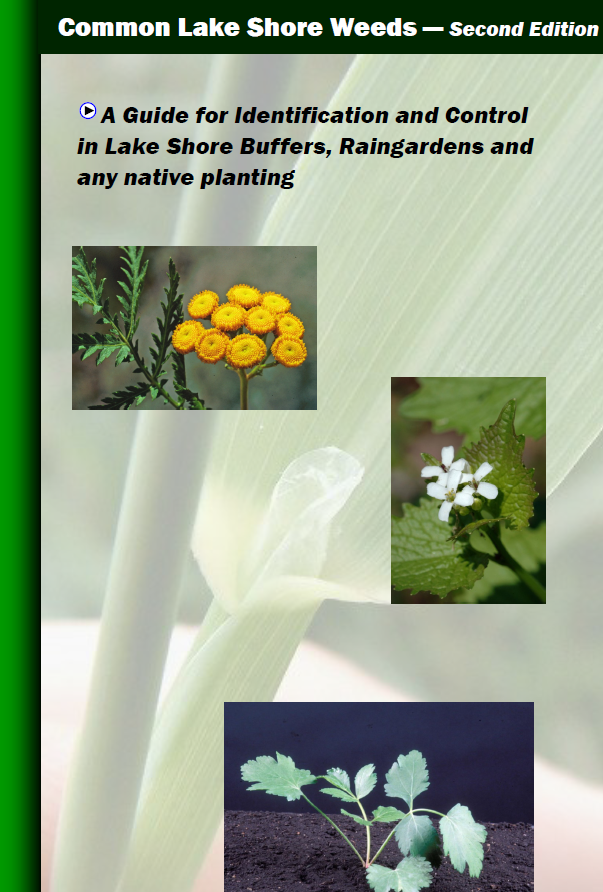 Common Lake Shore Weeds — Second Edition
A Guide for Identification and Control
in Lake Shore Buffers, Raingardens and
any native planting